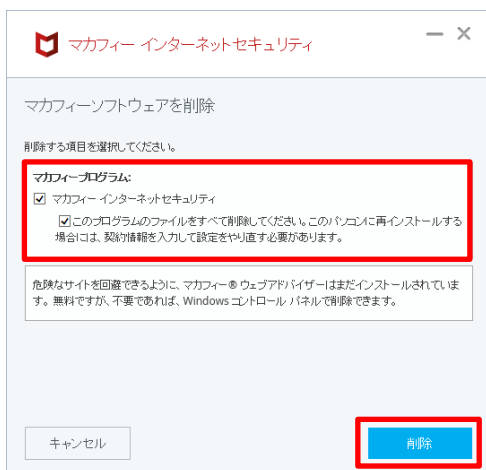 マカフィー インターネットセキュリティ
マカフィーソフトウェアを削除
削除する項目を選択してください。
マカフィープログラム:
マカフィー インターネットセキュリティ
このプログラムのファイルをすべて削除してください。このパソコンに再インストールする
場合には、契約情報を入力して設定をやり直す必要があります。
危険なサイトを回避できるように、マカフィー® ウェブアドバイザーはまだインストールされていま
す。無料ですが、不要であれば、Windows コントロール パネルで削除できます。
キャンセル
削除